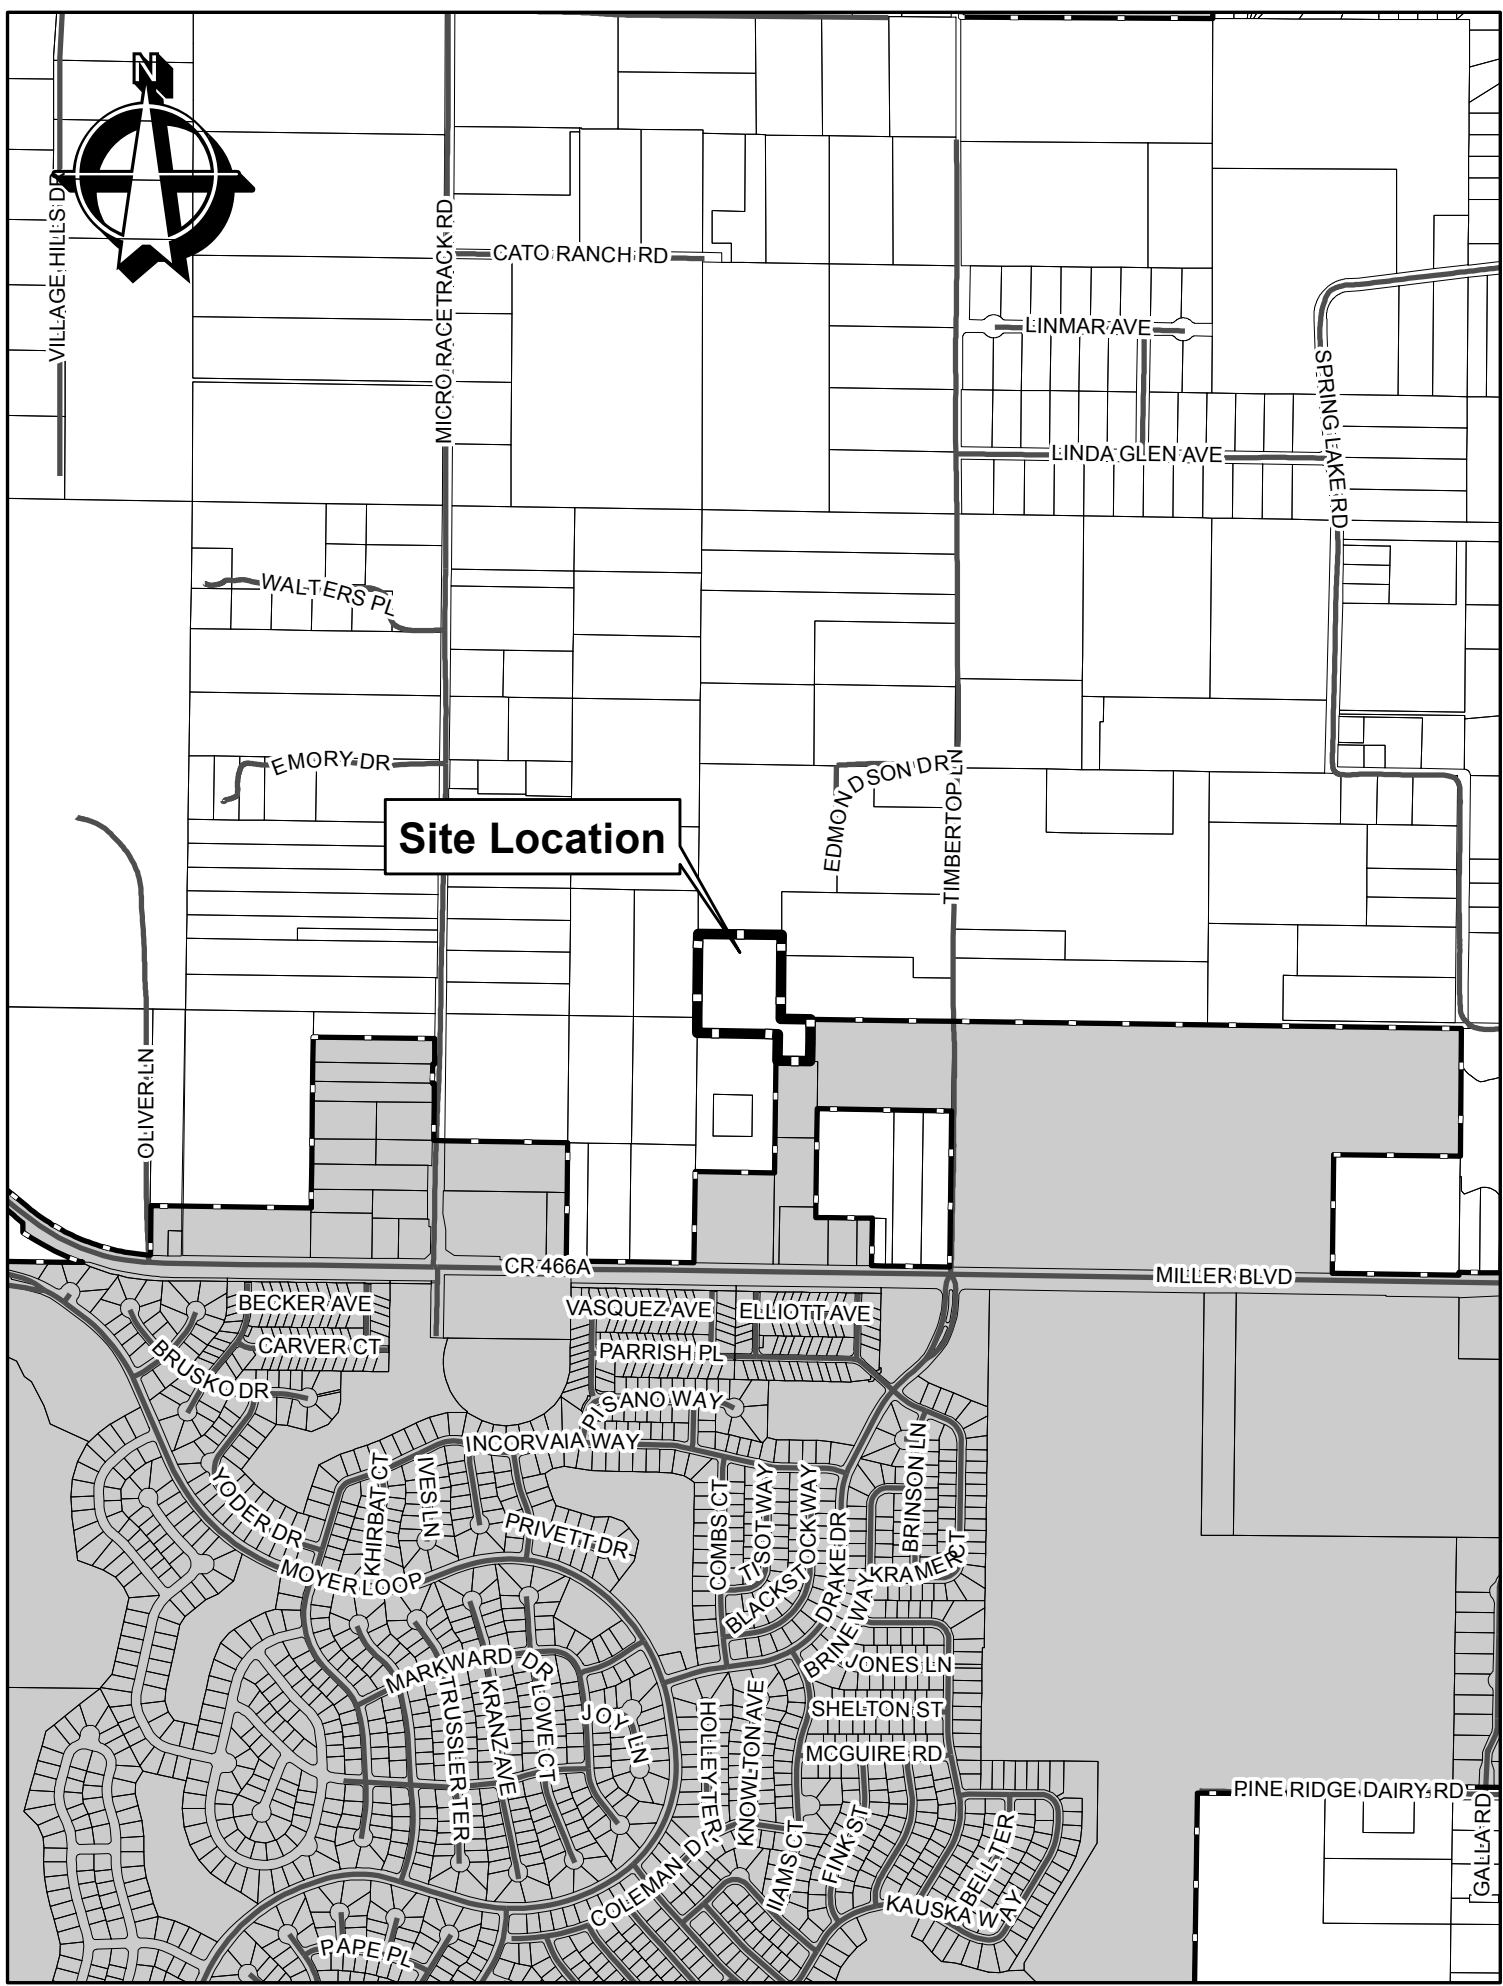 N
VILLAGE HILLS DR
MICRO RACETRACK RD
CATO RANCH RD
LINMAR AVE
SPRING LAKE RD
LINDA GLEN AVE
WALTERS PL
EMORY DR
EDMONDSON DR
TIMBERTOP LN
Site Location
OLIVER LN
CR 466A
MILLER BLVD
BECKER AVE
VASQUEZ AVE
ELLIOTT AVE
CARVER CT
PARRISH PL
BRUSKO DR
PISANO WAY
INCORVAIA WAY
YODER DR
KHIRBAT CT
IVES LN
PRIVETT DR
COMBS CT
TISOT WAY
BLACKSTOCK WAY
DRAKE DR
BRINSON LN
KRAMER CT
MOYER LOOP
BRINEWAY
JONES LN
MARKWARD DR
TRUSSLER TER
KRANZ AVE
LOWE CT
JOY LN
HOLLEY TER
KNOWLTON AVE
SHELTON ST
MCGUIRE RD
PINE RIDGE DAIRY RD
GALLA RD
COLEMAN DR
IIAMS CT
FINK ST
BELL TER
KAUSKA WAY
PAPE PL